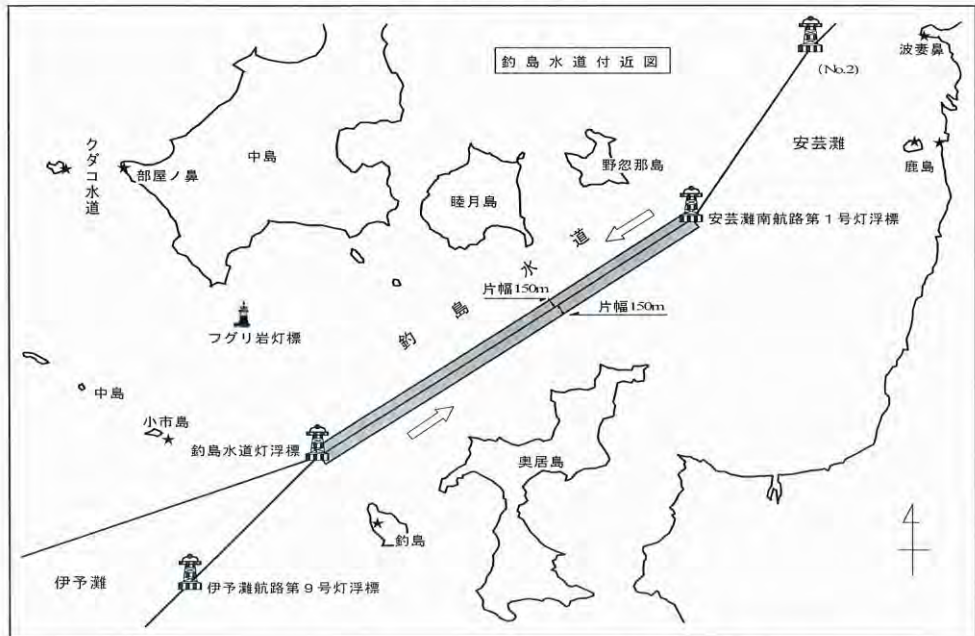 釣島水道付近図
(No.2)
波妻鼻
安芸灘
鹿島
クダコ水道
部屋ノ鼻
中島
睦月島
野忽那島
安芸灘南航路第1号灯浮標
釣島水道
片幅150m
片幅150m
フグリ岩灯標
中島
小市島
釣島水道灯浮標
奥居島
釣島
伊予灘
伊予灘航路第9号灯浮標